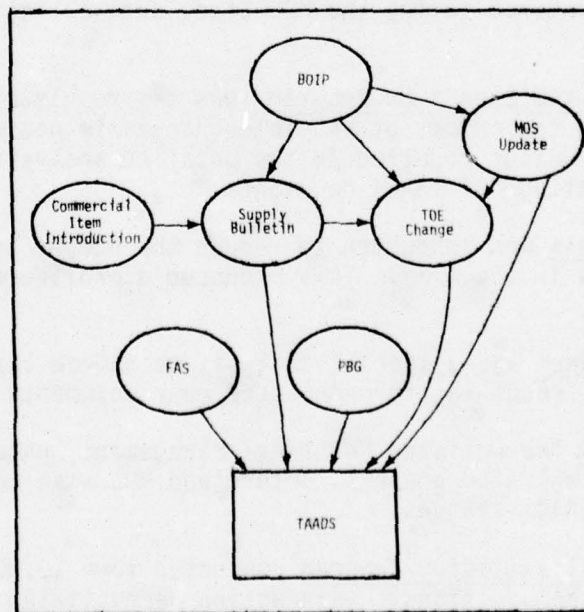 BOIP
MOS
Update
Commercial
Item
Introduction
Supply
Bulletin
TOE
Change
FAS
PBG
TAADS